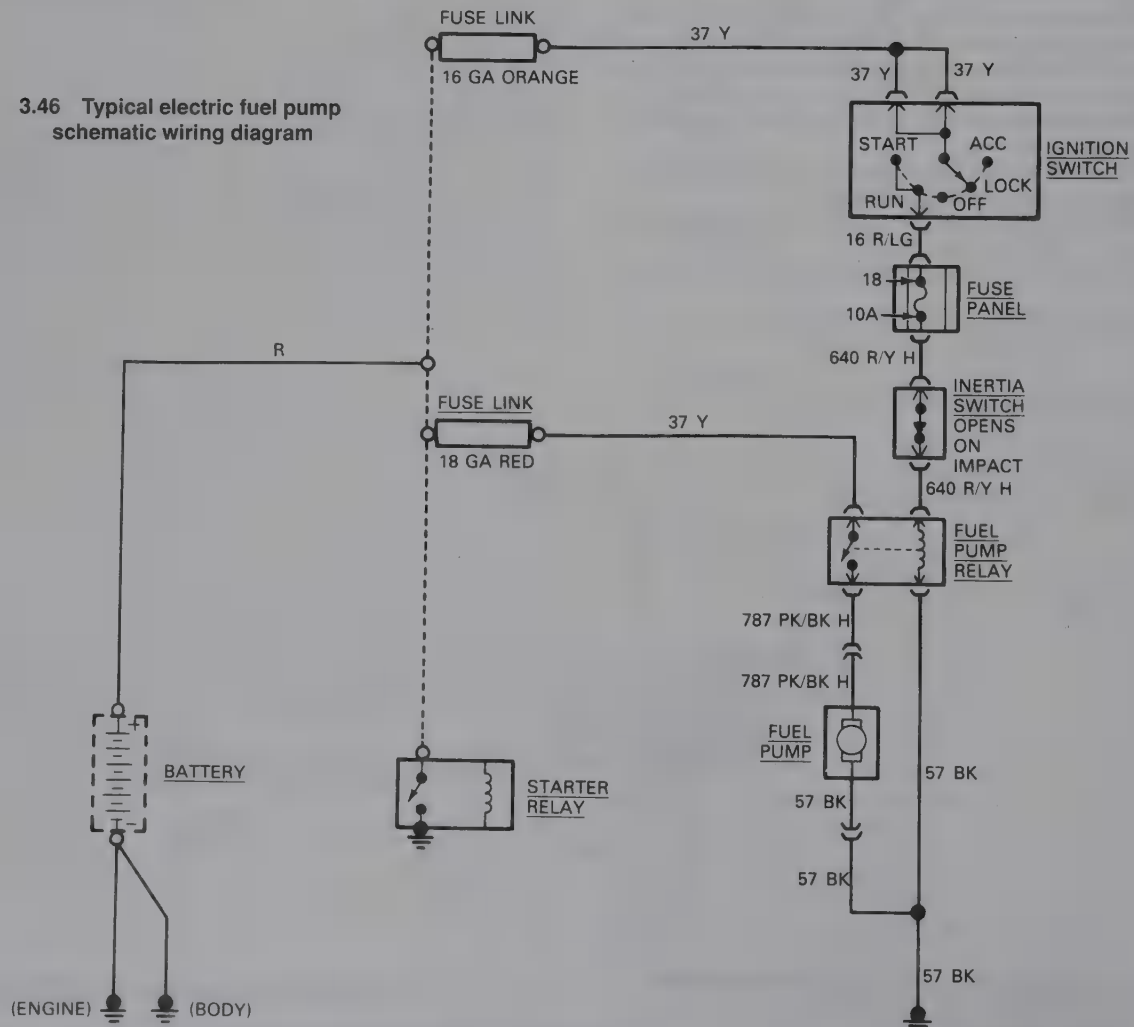 FUSE LINK
37 Y
16 GA ORANGE
37 Y
37 Y
3.46 Typical electric fuel pump
schematic wiring diagram
START
ACC
LOCK
RUN
OFF
IGNITION
SWITCH
16 R/LG
18
10A
FUSE
PANEL
R
640 R/Y H
FUSE LINK
37 Y
18 GA RED
INERTIA
SWITCH
OPENS
ON
IMPACT
640 R/Y H
FUEL
PUMP
RELAY
787 PK/BK H
787 PK/BK H
+
-
BATTERY
STARTER
RELAY
FUEL
PUMP
57 BK
57 BK
57 BK
57 BK
(ENGINE)
(BODY)